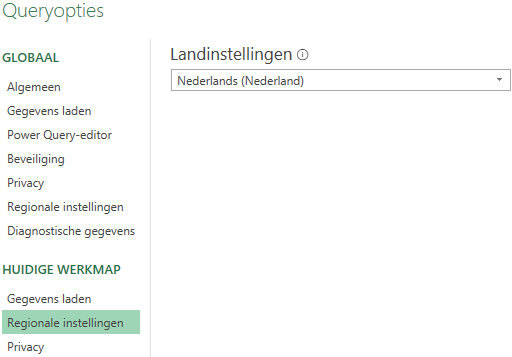 Queryopties
GLOBAAL
Algemeen
Gegevens laden
Power Query-editor
Beveiliging
Privacy
Regionale instellingen
Diagnostische gegevens
HUIDIGE WERKMAP
Gegevens laden
Regionale instellingen
Privacy
Landinstellingen
Nederlands (Nederland)